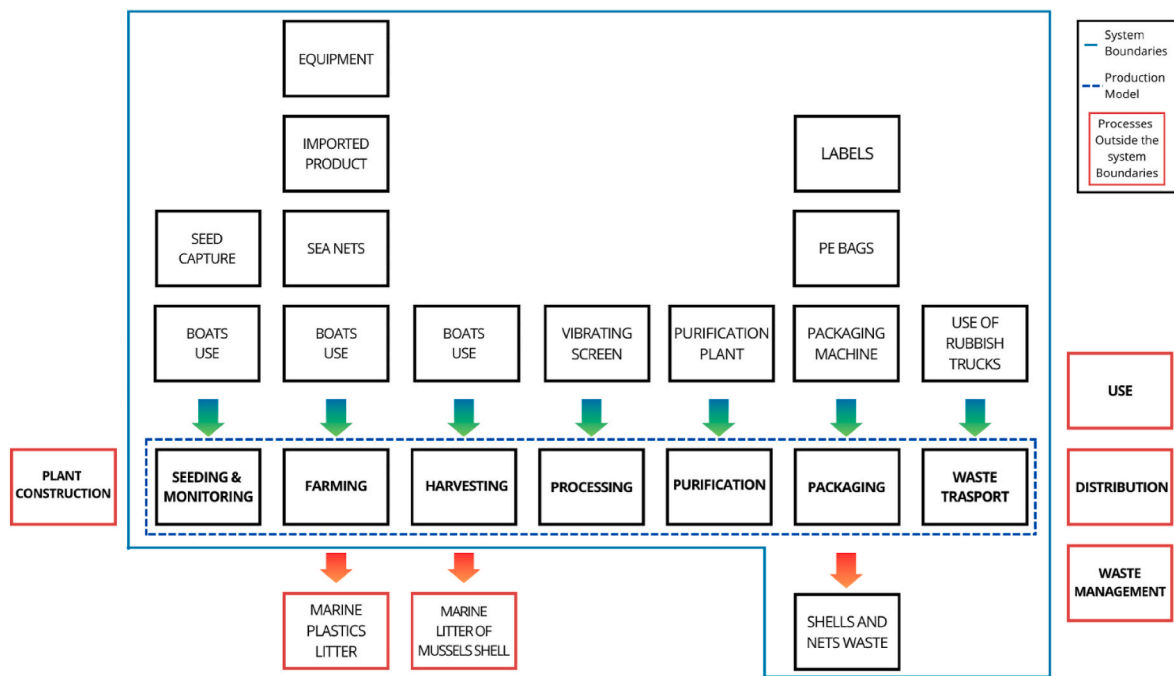 EQUIPMENT
IMPORTED
PRODUCT
LABELS
SEED
CAPTURE
SEA NETS
PE BAGS
BOATS
USE
BOATS
USE
BOATS
USE
VIBRATING
SCREEN
PURIFICATION
PLANT
PACKAGING
MACHINE
USE OF
RUBBISH
TRUCKS
PLANT
CONSTRUCTION
SEEDING &
MONITORING
FARMING
HARVESTING
PROCESSING
PURIFICATION
PACKAGING
WASTE
TRASPORT
MARINE
PLASTICS
LITTER
MARINE
LITTER OF
MUSSELS SHELL
SHELLS AND
NETS WASTE
System
Boundaries
Production
Model
Processes
Outside the
system
Boundaries
USE
DISTRIBUTION
WASTE
MANAGEMENT